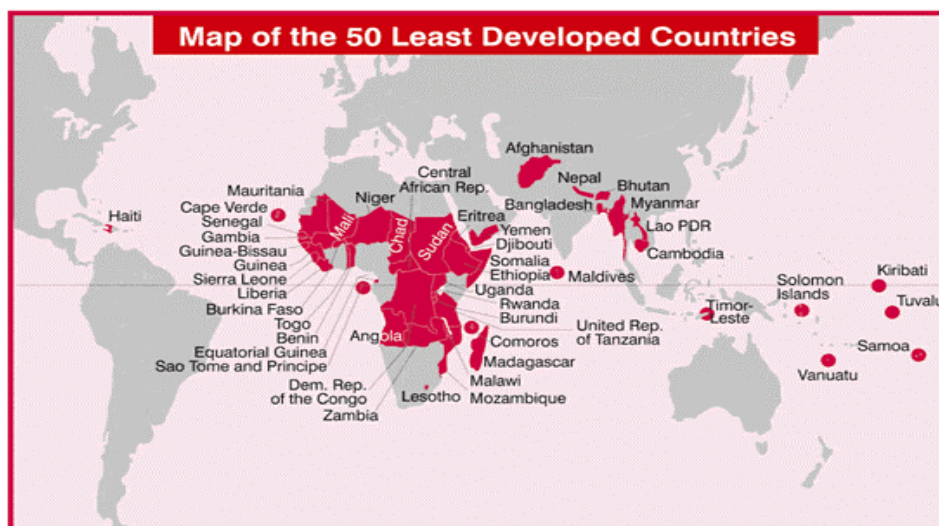 Map of the 50 Least Developed Countries
Afghanistan
Nepal
Bhutan
Bangladesh
Myanmar
Lao PDR
Cambodia
Central
African Rep.
Mauritania
Niger
Haiti
Cape Verde
Senegal
Gambia
Guinea-Bissau
Guinea
Sierra Leone
Liberia
Burkina Faso
Togo
Benin
Equatorial Guinea
Sao Tome and Principe
Mali
Chad
Sudan
Eritrea
Yemen
Djibouti
Somalia
Ethiopia
Uganda
Rwanda
Burundi
Maldives
United Rep.
of Tanzania
Angola
Comoros
Madagascar
Malawi
Mozambique
Dem. Rep.
of the Congo
Zambia
Lesotho
Timor-
Leste
Solomon
Islands
Kiribati
Tuvalu
Samoa
Vanuatu